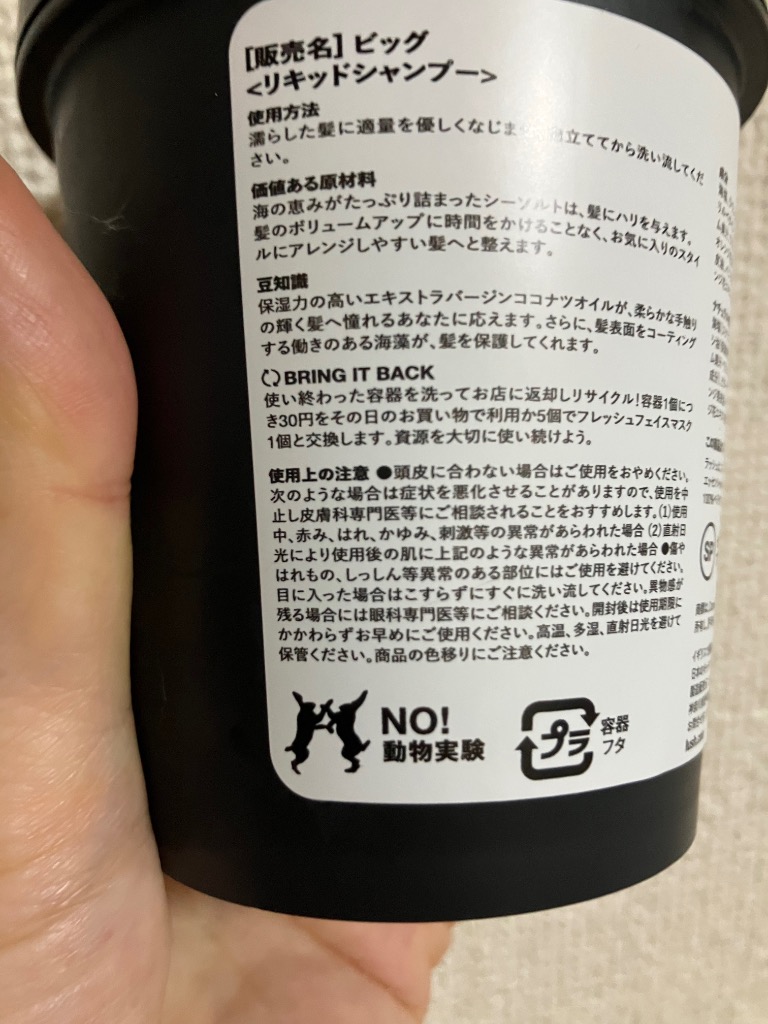 [販売名] ビッグ
<リキッドシャンプー>
使用方法
濡らした髪に適量を優しくなじま 立ててから洗い流してくだ
さい。
価値ある原材料
海の恵みがたっぷり詰まったシーソルトは、髪にハリを与えます。
髪のボリュームアップに時間をかけることなく、お気に入りのスタイ
ルにアレンジしやすい髪へと整えます。
豆知識
保湿力の高いエキストラバージンココナツオイルが、柔らかな手触り
の輝く髪へ憧れるあなたに応えます。さらに、髪表面をコーティング
する働きのある海藻が、髪を保護してくれます。
BRING IT BACK
使い終わった容器を洗ってお店に返却しリサイクル!容器1個につ
き30円をその日のお買い物で利用か5個でフレッシュフェイスマスク
1個と交換します。資源を大切に使い続けよう。
使用上の注意 ●頭皮に合わない場合はご使用をおやめください。
次のような場合は症状を悪化させることがありますので、使用を中
止し皮膚科専門医等にご相談されることをおすすめします。(1)使用
中、赤み、はれ、かゆみ、刺激等の異常があらわれた場合 (2)直射日
光により使用後の肌に上記のような異常があらわれた場合 ●傷や
はれもの、しっしん等異常のある部位にはご使用を避けてください。
目に入った場合はこすらずにすぐに洗い流してください。異物感が
残る場合には眼科専門医等にご相談ください。開封後は使用期限に
かかわらずお早めにご使用ください。高温、多湿、直射日光を避けて
保管ください。商品の色移りにご注意ください。
NO!
動物実験
プラ
容器
フタ